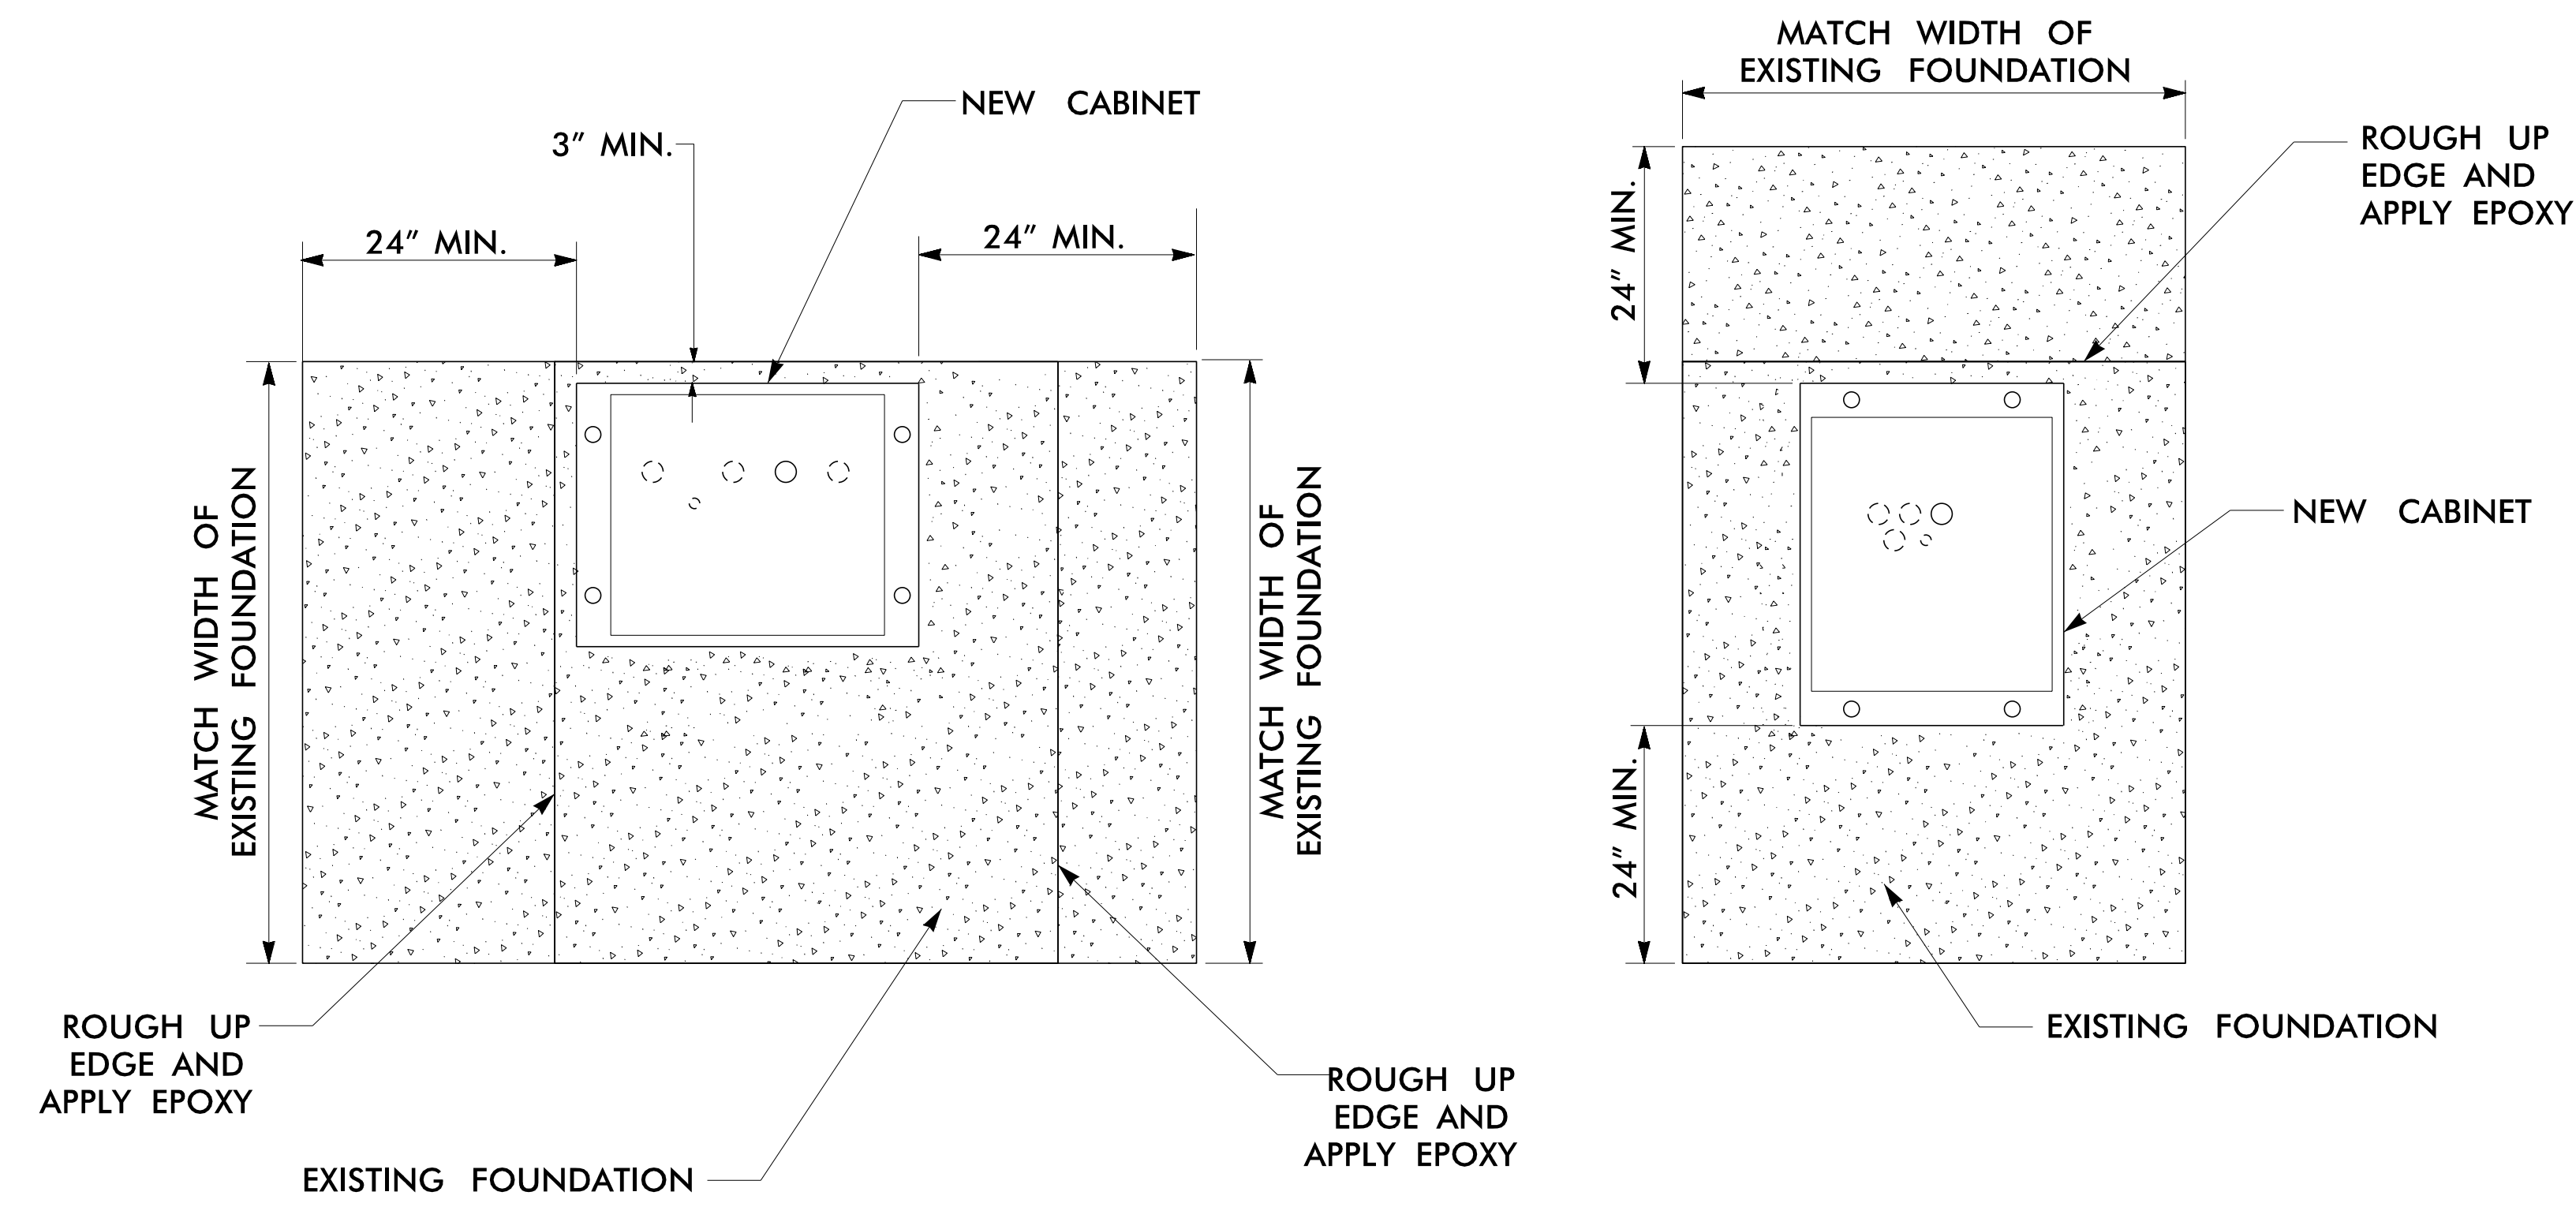 NEW CABINET
3" MIN.
24" MIN.
24" MIN.
MATCH WIDTH OF
EXISTING FOUNDATION
MATCH WIDTH OF
EXISTING FOUNDATION
ROUGH UP
EDGE AND
APPLY EPOXY
EXISTING FOUNDATION
ROUGH UP
EDGE AND
APPLY EPOXY
MATCH WIDTH OF
EXISTING FOUNDATION
ROUGH UP
EDGE AND
APPLY EPOXY
24" MIN.
NEW CABINET
24" MIN.
EXISTING FOUNDATION